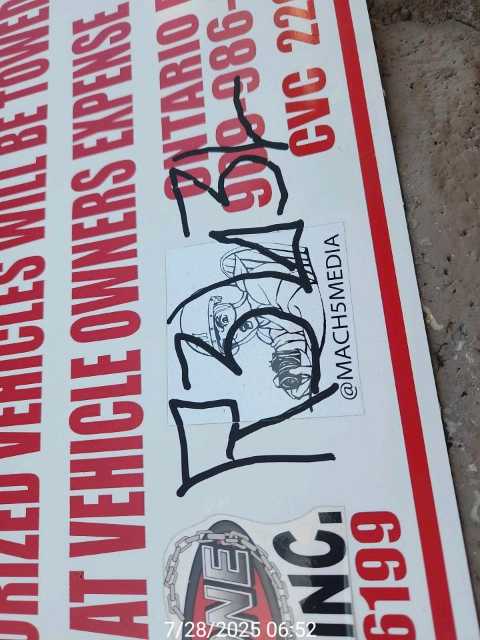 ORIZED VEHICLES WILL BE TOWED
AT VEHICLE OWNERS EXPENSE
ONTARIO
909-986-
CVC 22
@MACH5MEDIA
NE
INC.
6199
7/28/2025 06:52